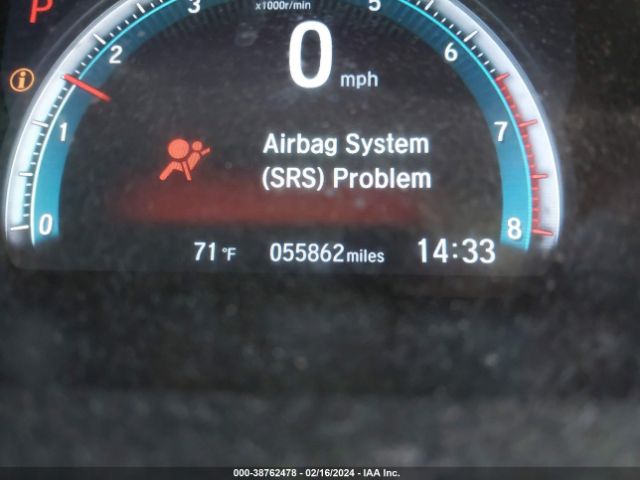 P
3
x1000r/min
5
2
0
mph
6
i
1
7
Airbag System
(SRS) Problem
0
8
71°F
055862 miles
14:33
000-38762478 - 02/16/2024 - IAA Inc.